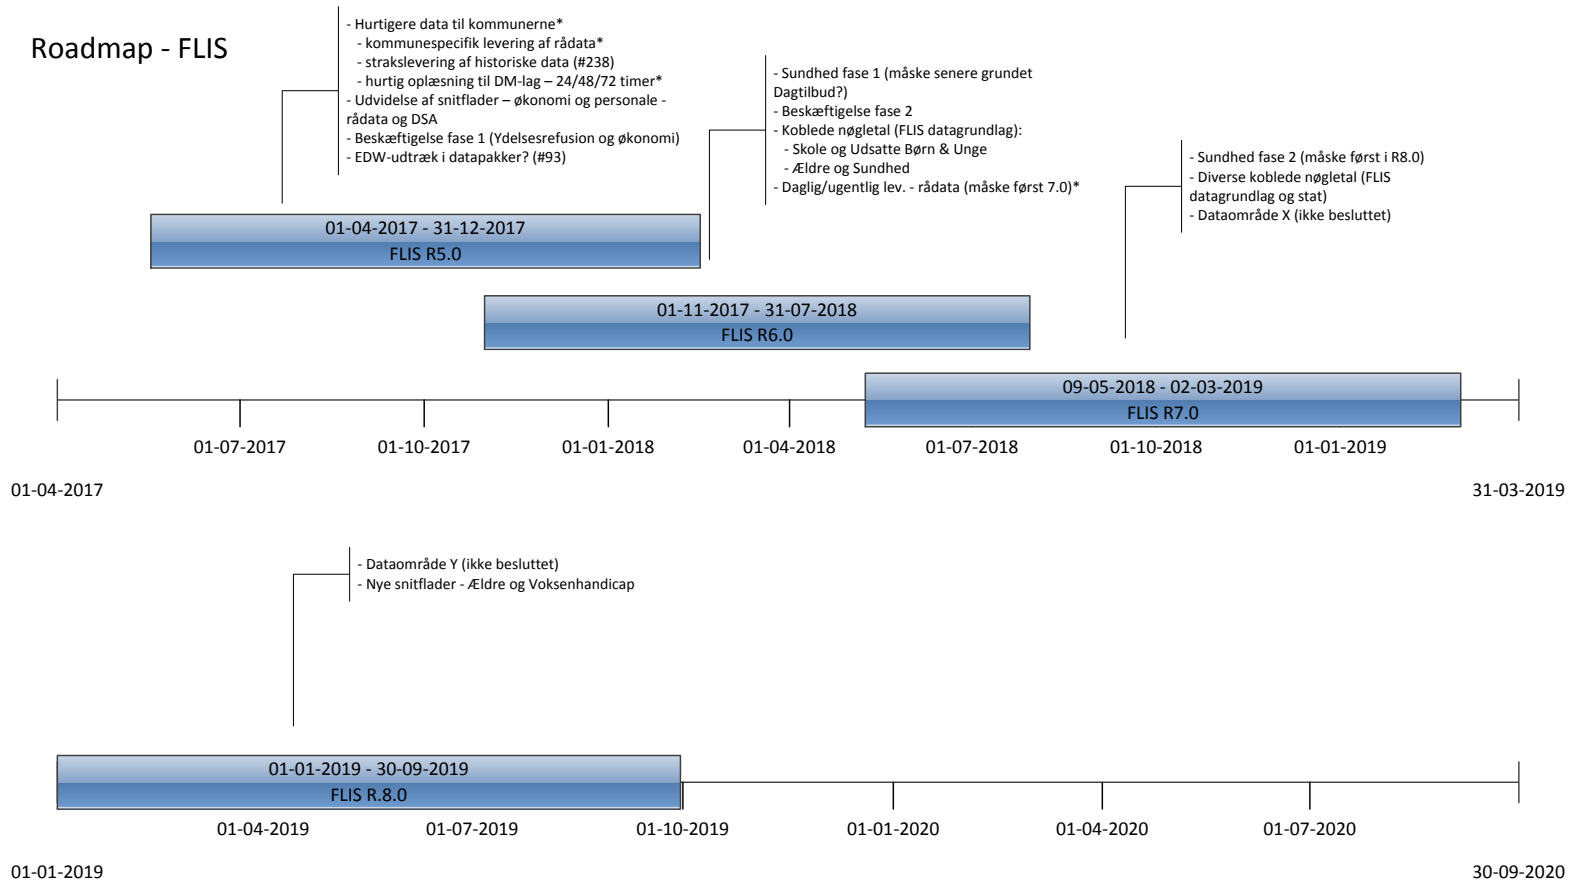 Roadmap - FLIS
- Hurtigere data til kommunerne*
- kommunespecifik levering af rådata*
- strakslevering af historiske data (#238)
- hurtig oplæsning til DM-lag – 24/48/72 timer*
- Udvidelse af snitflader – økonomi og personale -
rådata og DSA
- Beskæftigelse fase 1 (Ydelsesrefusion og økonomi)
- EDW-udtræk i datapakker? (#93)
- Sundhed fase 1 (måske senere grundet
Dagtilbud?)
- Beskæftigelse fase 2
- Koblede nøgletal (FLIS datagrundlag):
- Skole og Udsatte Børn & Unge
- Ældre og Sundhed
- Daglig/ugentlig lev. - rådata (måske først 7.0)*
- Sundhed fase 2 (måske først i R8.0)
- Diverse koblede nøgletal (FLIS
datagrundlag og stat)
- Dataområde X (ikke besluttet)
01-04-2017 - 31-12-2017
FLIS R5.0
01-11-2017 - 31-07-2018
FLIS R6.0
09-05-2018 - 02-03-2019
FLIS R7.0
01-07-2017 01-10-2017 01-01-2018 01-04-2018 01-07-2018 01-10-2018 01-01-2019
01-04-2017 31-03-2019
- Dataområde Y (ikke besluttet)
- Nye snitflader - Ældre og Voksenhandicap
01-01-2019 - 30-09-2019
FLIS R.8.0
01-04-2019 01-07-2019 01-10-2019 01-01-2020 01-04-2020 01-07-2020
01-01-2019 30-09-2020